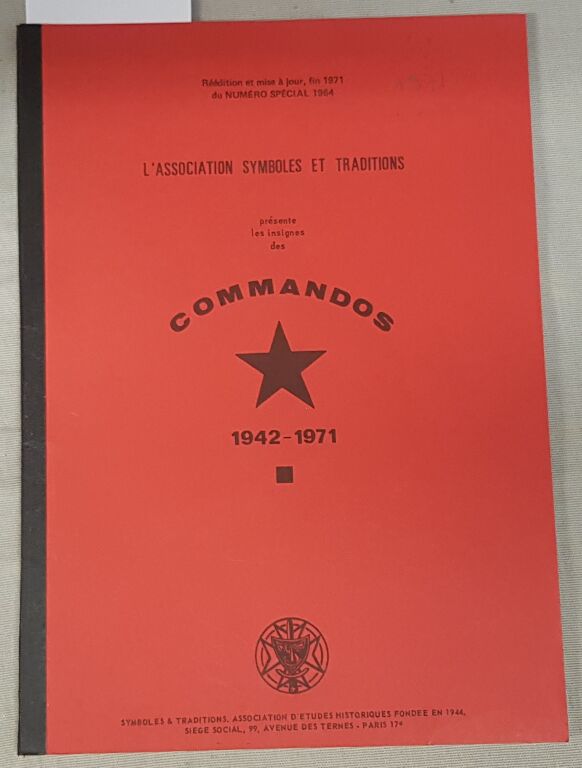 Réédition et mise à jour, fin 1971
du NUMÉRO SPÉCIAL 1964
L'ASSOCIATION SYMBOLES ET TRADITIONS
présente
les insignes
des
COMMANDOS
1942-1971
SYMBOLES & TRADITIONS. ASSOCIATION D'ETUDES HISTORIQUES FONDEE EN 1944.
SIEGE SOCIAL, 99, AVENUE DES TERNES - PARIS 17e